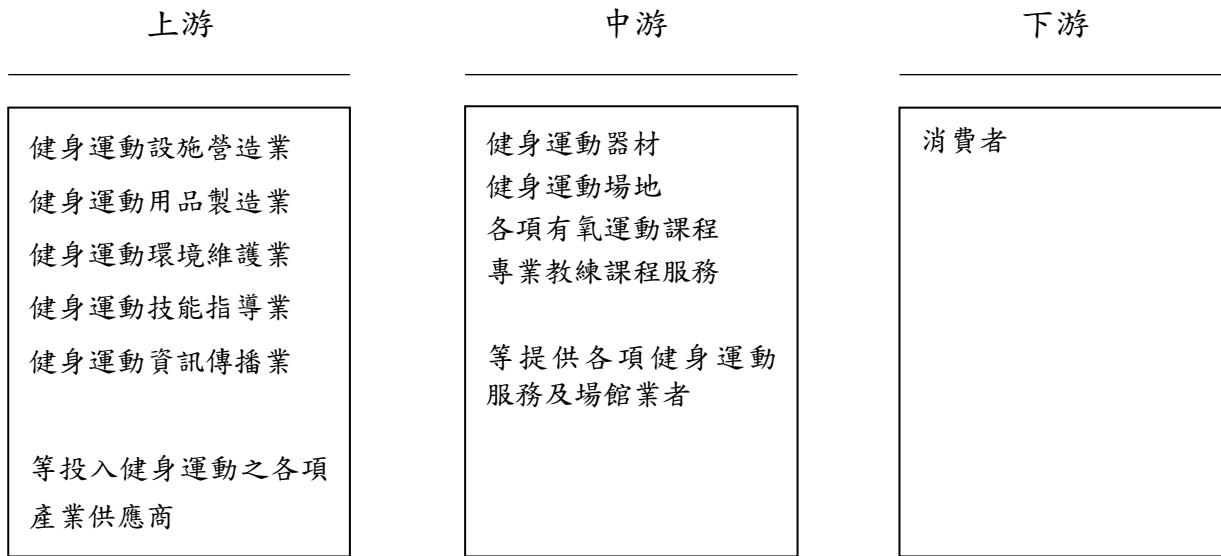 上游
健身運動設施營造業
健身運動用品製造業
健身運動環境維護業
健身運動技能指導業
健身運動資訊傳播業
等投入健身運動之各項
產業供應商
中游
健身運動器材
健身運動場地
各項有氧運動課程
專業教練課程服務
等提供各項健身運動
服務及場館業者
下游
消費者